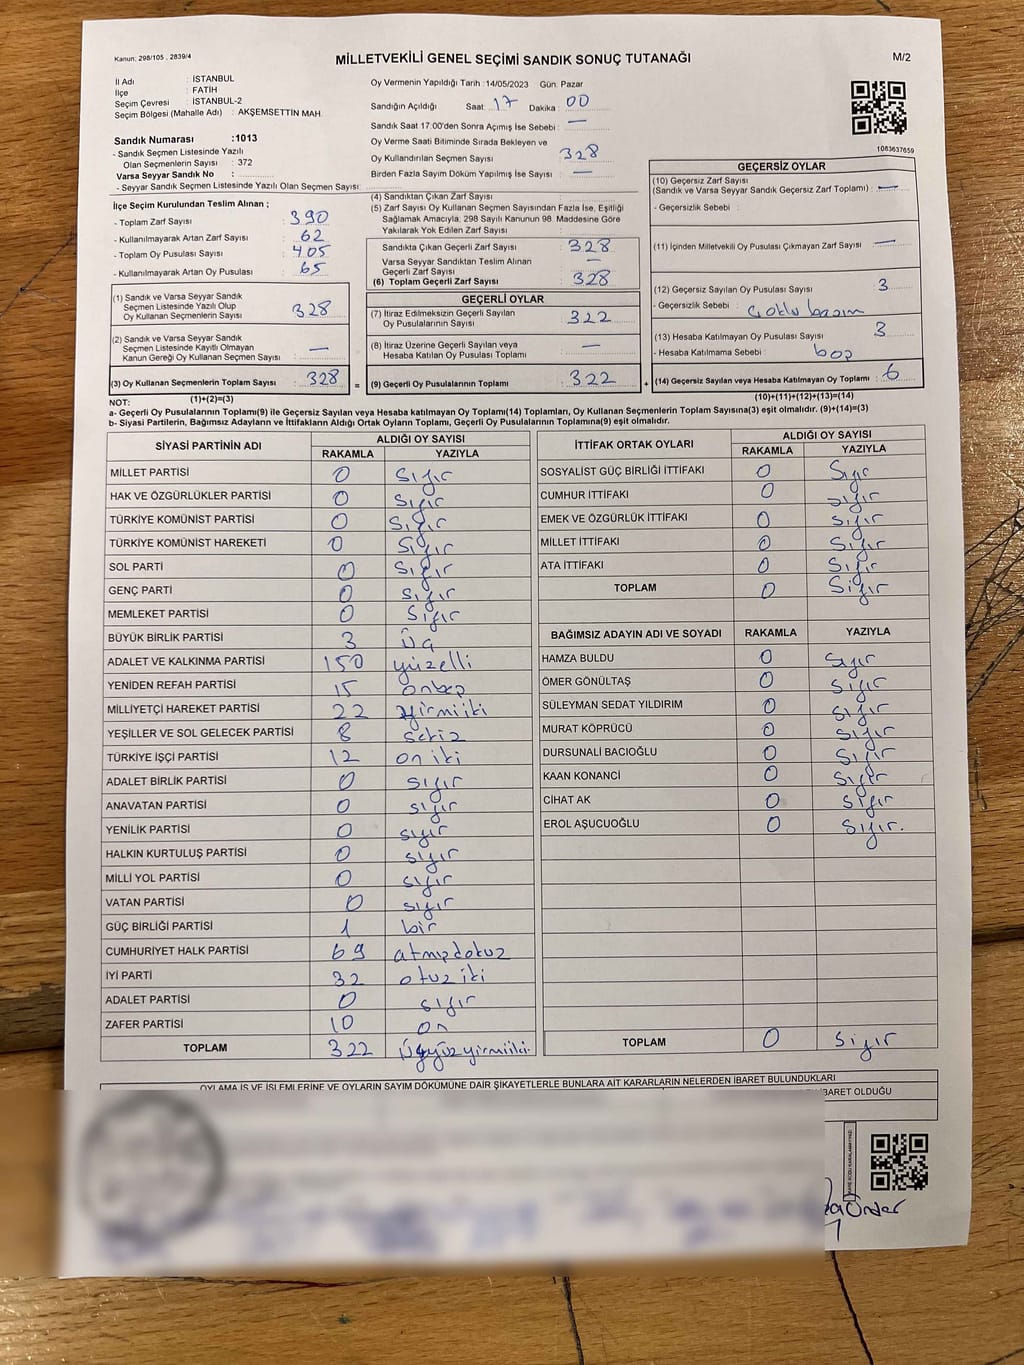 Kanun: 298/105 , 2839/4
MİLLETVEKİLİ GENEL SEÇİMİ SANDIK SONUÇ TUTANAĞI
M/2
İl Adı : İSTANBUL
İlçe : FATİH
Seçim Çevresi : İSTANBUL-2
Seçim Bölgesi (Mahalle Adı) : AKŞEMSETTİN MAH.
Oy Vermenin Yapıldığı Tarih :14/05/2023 Gün: Pazar
Sandığın Açıldığı Saat: 17 Dakika: 00
Sandık Saat 17:00'den Sonra Açımış İse Sebebi: —
Oy Verme Saati Bitiminde Sırada Bekleyen ve
Oy Kullandırılan Seçmen Sayısı 328
Birden Fazla Sayım Döküm Yapılmış İse Sayısı : —
Sandık Numarası :1013
- Sandık Seçmen Listesinde Yazılı
Olan Seçmenlerin Sayısı : 372
Varsa Seyyar Sandık No :
- Seyyar Sandık Seçmen Listesinde Yazılı Olan Seçmen Sayısı:
1083637659
İlçe Seçim Kurulundan Teslim Alınan ;
- Toplam Zarf Sayısı : 390
- Kullanılmayarak Artan Zarf Sayısı : 62
- Toplam Oy Pusulası : 405
- Kullanılmayarak Artan Oy Pusulası : 65
(4) Sandıktan Çıkan Zarf Sayısı :
(5) Zarf Sayısı Oy Kullanan Seçmen Sayısından Fazla İse, Eşitliği
Sağlamak Amacıyla, 298 Sayılı Kanunun 98. Maddesine Göre
Yakılarak Yok Edilen Zarf Sayısı :
Sandıkta Çıkan Geçerli Zarf Sayısı : 328
Varsa Seyyar Sandıktan Teslim Alınan
Geçerli Zarf Sayısı : —
(6) Toplam Geçerli Zarf Sayısı : 328
GEÇERSİZ OYLAR
(10) Geçersiz Zarf Sayısı
(Sandık ve Varsa Seyyar Sandık Geçersiz Zarf Toplamı) : —
- Geçersizlik Sebebi :
(11) İçinden Milletvekili Oy Pusulası Çıkmayan Zarf Sayısı : —
(12) Geçersiz Sayılan Oy Pusulası Sayısı : 3
- Geçersizlik Sebebi : çoklu basım
(13) Hesaba Katılmayan Oy Pusulası Sayısı : 3
- Hesaba Katılmama Sebebi : boş
(14) Geçersiz Sayılan veya Hesaba Katılmayan Oy Toplamı : 6
(1) Sandık ve Varsa Seyyar Sandık
Seçmen Listesinde Yazılı Olup
Oy Kullanan Seçmenlerin Sayısı : 328
(2) Sandık ve Varsa Seyyar Sandık
Seçmen Listesinde Kayıtlı Olmayan
Kanun Gereği Oy Kullanan Seçmen Sayısı : —
(3) Oy Kullanan Seçmenlerin Toplam Sayısı : 328
GEÇERLİ OYLAR
(7) İtiraz Edilmeksizin Geçerli Sayılan
Oy Pusulalarının Sayısı : 322
(8) İtiraz Üzerine Geçerli Sayılan veya
Hesaba Katılan Oy Pusulası Toplamı : —
= (9) Geçerli Oy Pusulalarının Toplamı : 322 +
(1)+(2)=(3)
(10)+(11)+(12)+(13)=(14)
NOT:
a- Geçerli Oy Pusulalarının Toplamı(9) ile Geçersiz Sayılan veya Hesaba katılmayan Oy Toplamı(14) Toplamları, Oy Kullanan Seçmenlerin Toplam Sayısına(3) eşit olmalıdır. (9)+(14)=(3)
b- Siyasi Partilerin, Bağımsız Adayların ve İttifakların Aldığı Oyların Toplamı, Geçerli Oy Pusulalarının Toplamına(9) eşit olmalıdır.
SİYASİ PARTİNİN ADI ALDIĞI OY SAYISI
RAKAMLA YAZIYLA
MİLLET PARTİSİ 0 Sıfır
HAK VE ÖZGÜRLÜKLER PARTİSİ 0 Sıfır
TÜRKİYE KOMÜNİST PARTİSİ 0 Sıfır
TÜRKİYE KOMÜNİST HAREKETİ 0 Sıfır
SOL PARTİ 0 Sıfır
GENÇ PARTİ 0 Sıfır
MEMLEKET PARTİSİ 0 Sıfır
BÜYÜK BİRLİK PARTİSİ 3 Üç
ADALET VE KALKINMA PARTİSİ 150 yüzelli
YENİDEN REFAH PARTİSİ 15 onbeş
MİLLİYETÇİ HAREKET PARTİSİ 22 yirmiiki
YEŞİLLER VE SOL GELECEK PARTİSİ 8 sekiz
TÜRKİYE İŞÇİ PARTİSİ 12 on iki
ADALET BİRLİK PARTİSİ 0 sıfır
ANAVATAN PARTİSİ 0 sıfır
YENİLİK PARTİSİ 0 sıfır
HALKIN KURTULUŞ PARTİSİ 0 sıfır
MİLLİ YOL PARTİSİ 0 sıfır
VATAN PARTİSİ 0 sıfır
GÜÇ BİRLİĞİ PARTİSİ 1 bir
CUMHURİYET HALK PARTİSİ 69 atmışdokuz
İYİ PARTİ 32 otuz iki
ADALET PARTİSİ 0 sıfır
ZAFER PARTİSİ 10 on
TOPLAM 322 Üçyüzyirmiiki.
İTTİFAK ORTAK OYLARI ALDIĞI OY SAYISI
RAKAMLA YAZIYLA
SOSYALİST GÜÇ BİRLİĞİ İTTİFAKI 0 Sıfır
CUMHUR İTTİFAKI 0 sıfır
EMEK VE ÖZGÜRLÜK İTTİFAKI 0 sıfır
MİLLET İTTİFAKI 0 Sıfır
ATA İTTİFAKI 0 Sıfır
TOPLAM 0 Sıfır
BAĞIMSIZ ADAYIN ADI VE SOYADI RAKAMLA YAZIYLA
HAMZA BULDU 0 Sıfır
ÖMER GÖNÜLTAŞ 0 Sıfır
SÜLEYMAN SEDAT YILDIRIM 0 Sıfır
MURAT KÖPRÜCÜ 0 Sıfır
DURSUNALİ BACIOĞLU 0 Sıfır
KAAN KONANCİ 0 Sıfır
CİHAT AK 0 Sıfır
EROL AŞUCUOĞLU 0 Sıfır.
TOPLAM 0 Sıfır
OYLAMA İŞ VE İŞLEMLERİNE VE OYLARIN SAYIM DÖKÜMÜNE DAİR ŞİKAYETLERLE BUNLARA AİT KARARLARIN NELERDEN İBARET BULUNDUKLARI
İBARET OLDUĞU